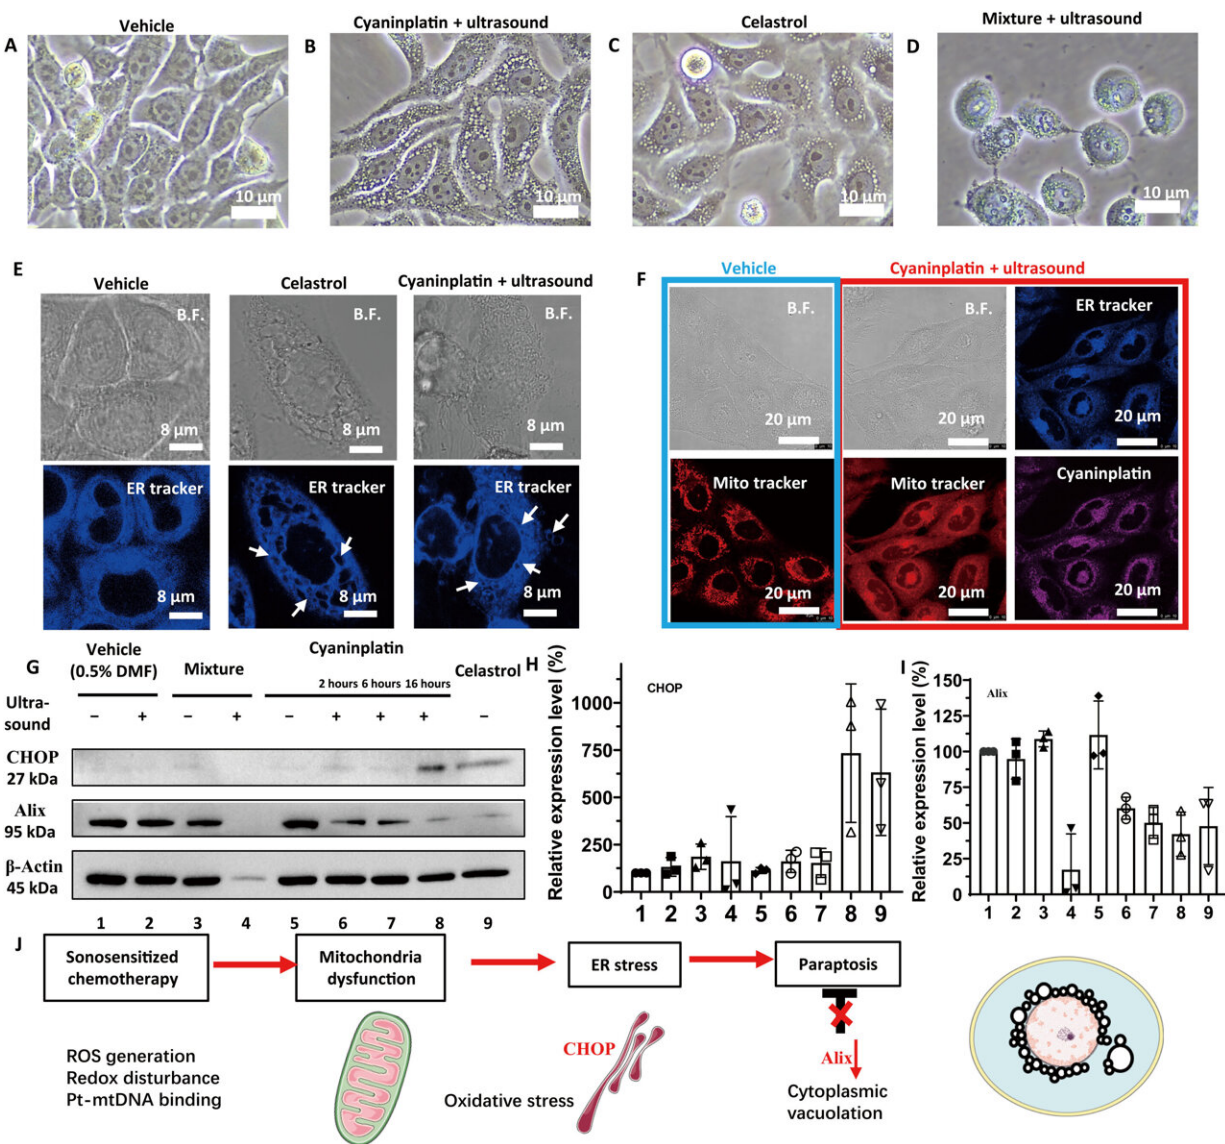 Vehicle
Cyaninplatin + ultrasound
Celastrol
Mixture + ultrasound
A
B
C
D
10 μm
10 μm
10 μm
10 μm
E
Vehicle
Celastrol
Cyaninplatin + ultrasound
B.F.
B.F.
B.F.
8 μm
8 μm
8 μm
ER tracker
ER tracker
ER tracker
8 μm
8 μm
8 μm
F
Vehicle
Cyaninplatin + ultrasound
B.F.
B.F.
ER tracker
20 μm
20 μm
20 μm
Mito tracker
Mito tracker
Cyaninplatin
20 μm
20 μm
20 μm
G
Vehicle
(0.5% DMF)
Mixture
Cyaninplatin
Celastrol
2 hours 6 hours 16 hours
Ultra-
sound
− + − + − + + + −
CHOP
27 kDa
Alix
95 kDa
β-Actin
45 kDa
1 2 3 4 5 6 7 8 9
H
Relative expression level (%)
CHOP
1000
750
500
250
0
1 2 3 4 5 6 7 8 9
I
Relative expression level (%)
Alix
150
125
100
75
50
25
0
1 2 3 4 5 6 7 8 9
J
Sonosensitized
chemotherapy
Mitochondria
dysfunction
ER stress
Paraptosis
ROS generation
Redox disturbance
Pt-mtDNA binding
CHOP
Oxidative stress
Alix
Cytoplasmic
vacuolation